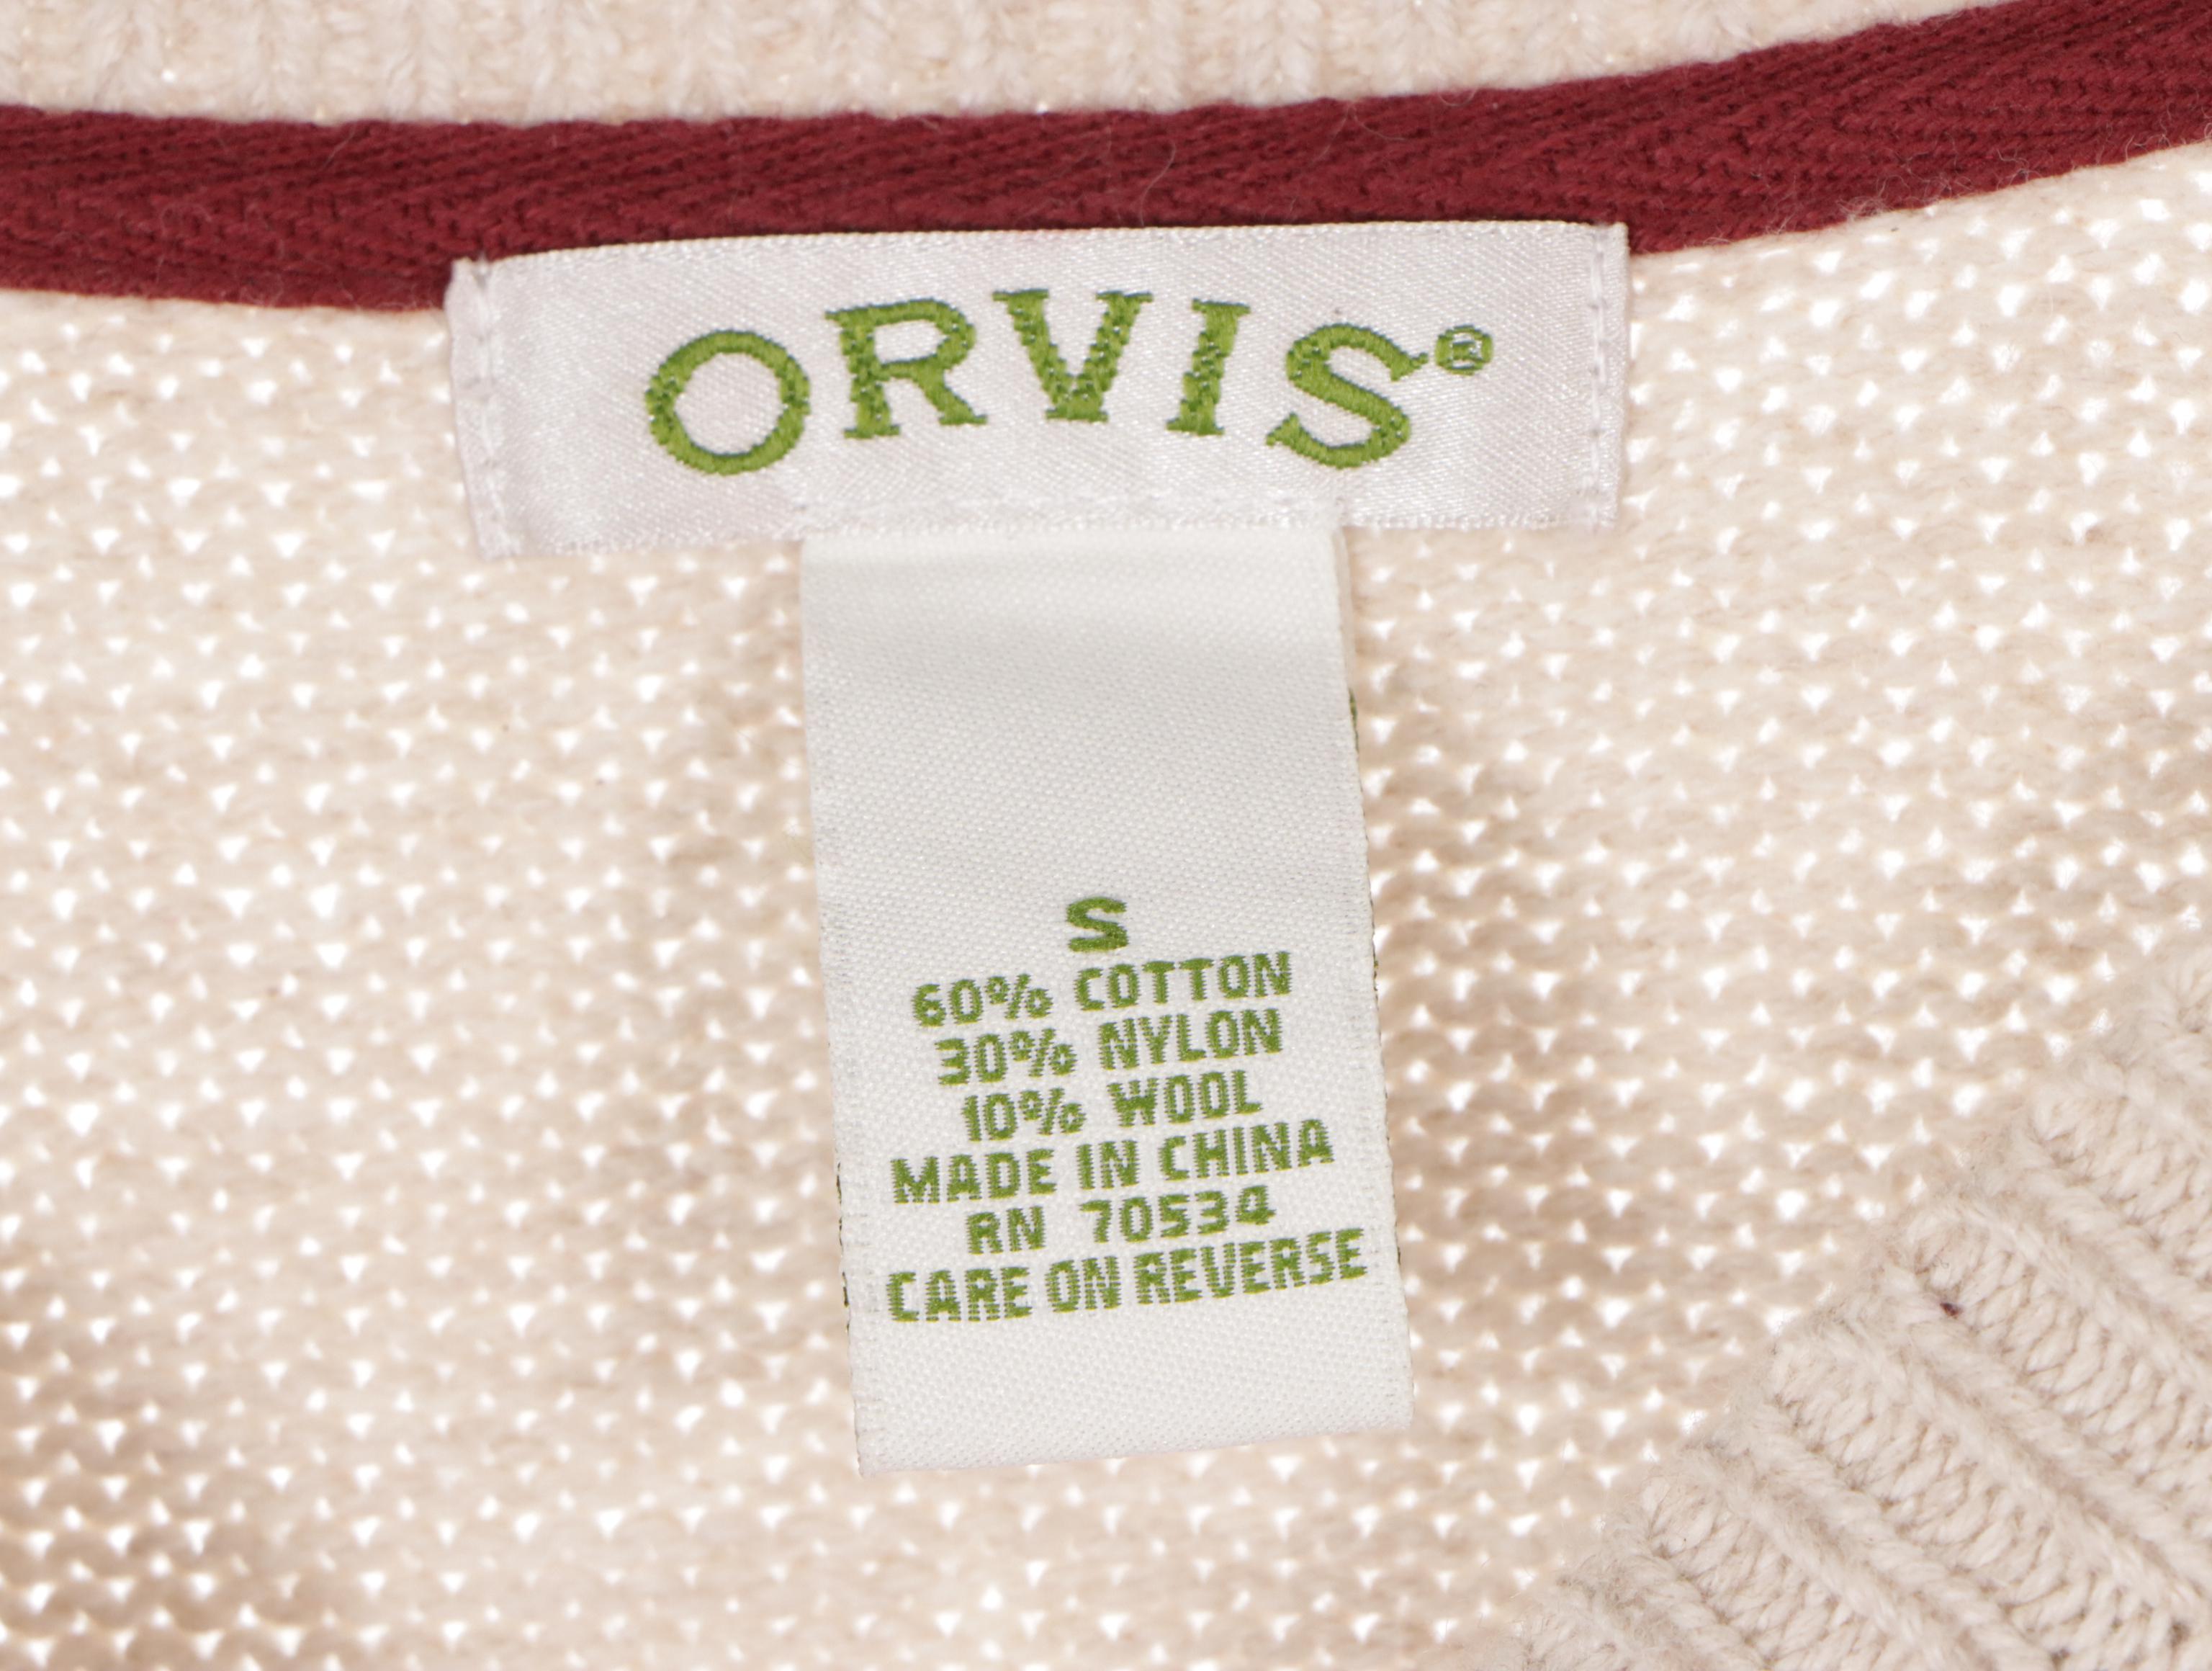 ORVIS®
S
60% COTTON
30% NYLON
10% WOOL
MADE IN CHINA
RN 70534
CARE ON REVERSE